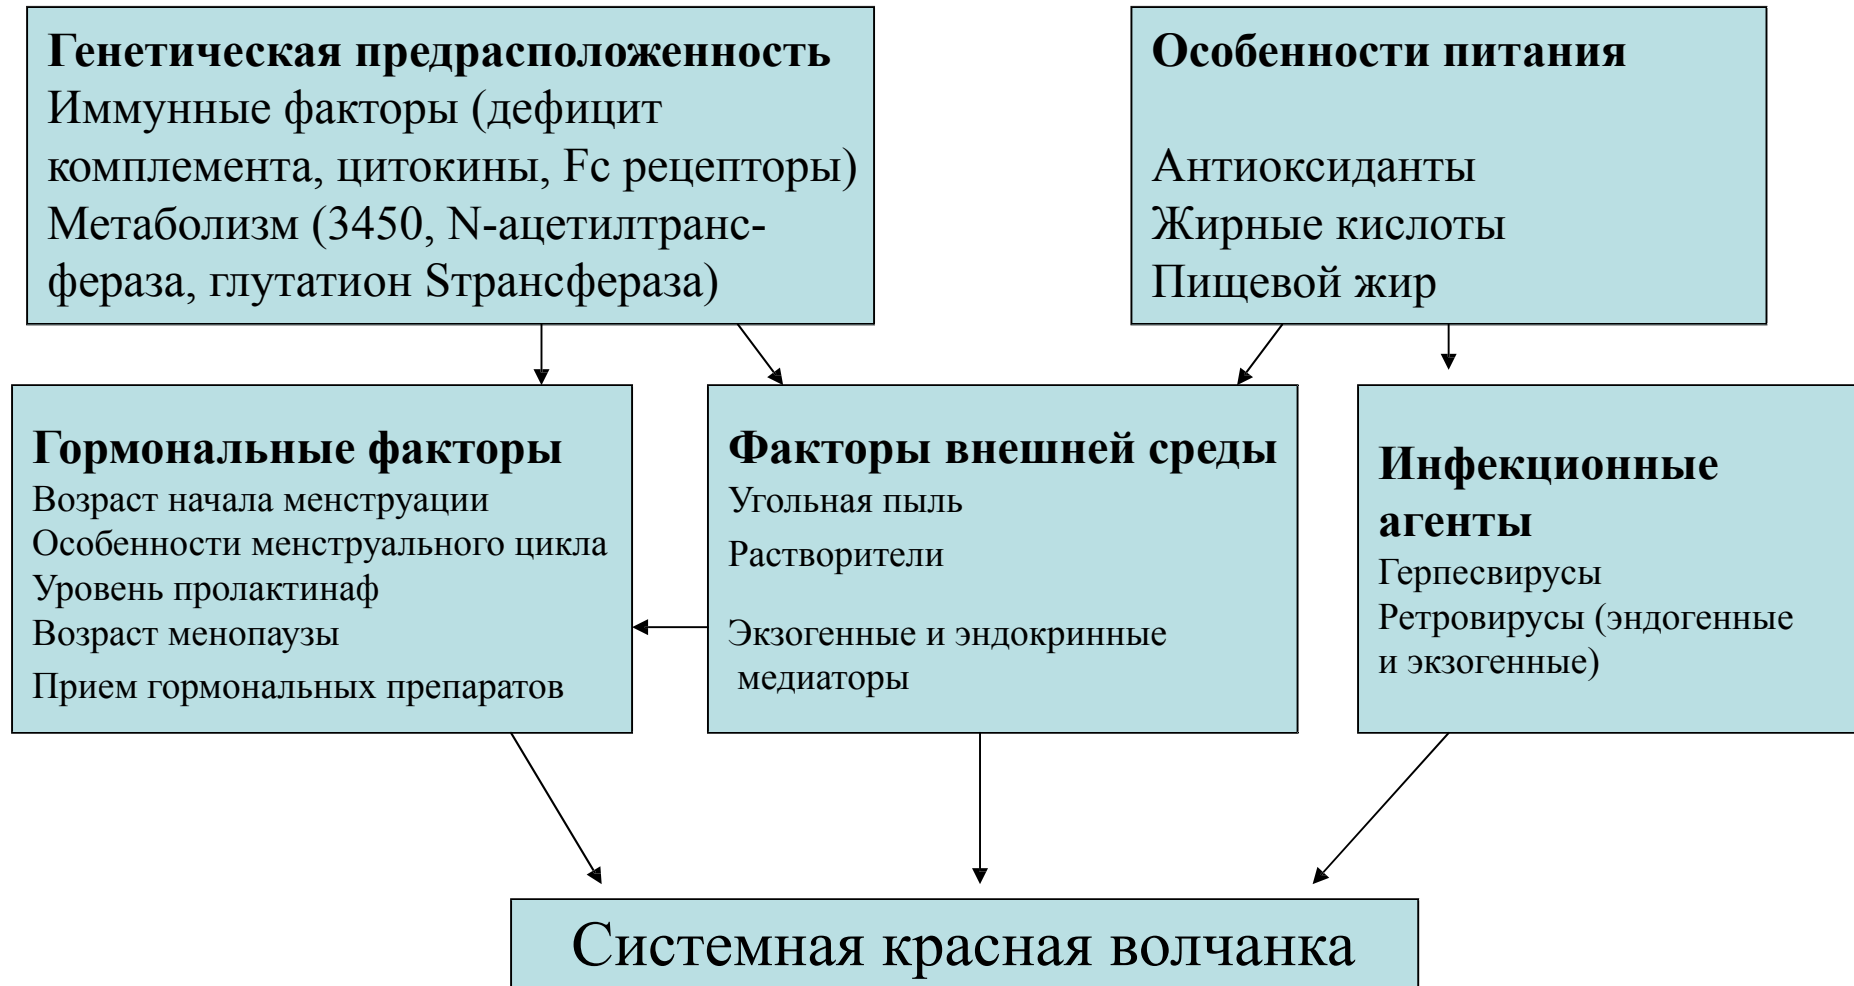 Генетическая предрасположенность
Иммунные факторы (дефицит
комплемента, цитокины, Fc рецепторы)
Метаболизм (3450, N-ацетилтранс-
фераза, глутатион Sтрансфераза)
Особенности питания
Антиоксиданты
Жирные кислоты
Пищевой жир
Гормональные факторы
Возраст начала менструации
Особенности менструального цикла
Уровень пролактинаф
Возраст менопаузы
Прием гормональных препаратов
Факторы внешней среды
Угольная пыль
Растворители
Экзогенные и эндокринные
медиаторы
Инфекционные
агенты
Герпесвирусы
Ретровирусы (эндогенные
и экзогенные)
Системная красная волчанка